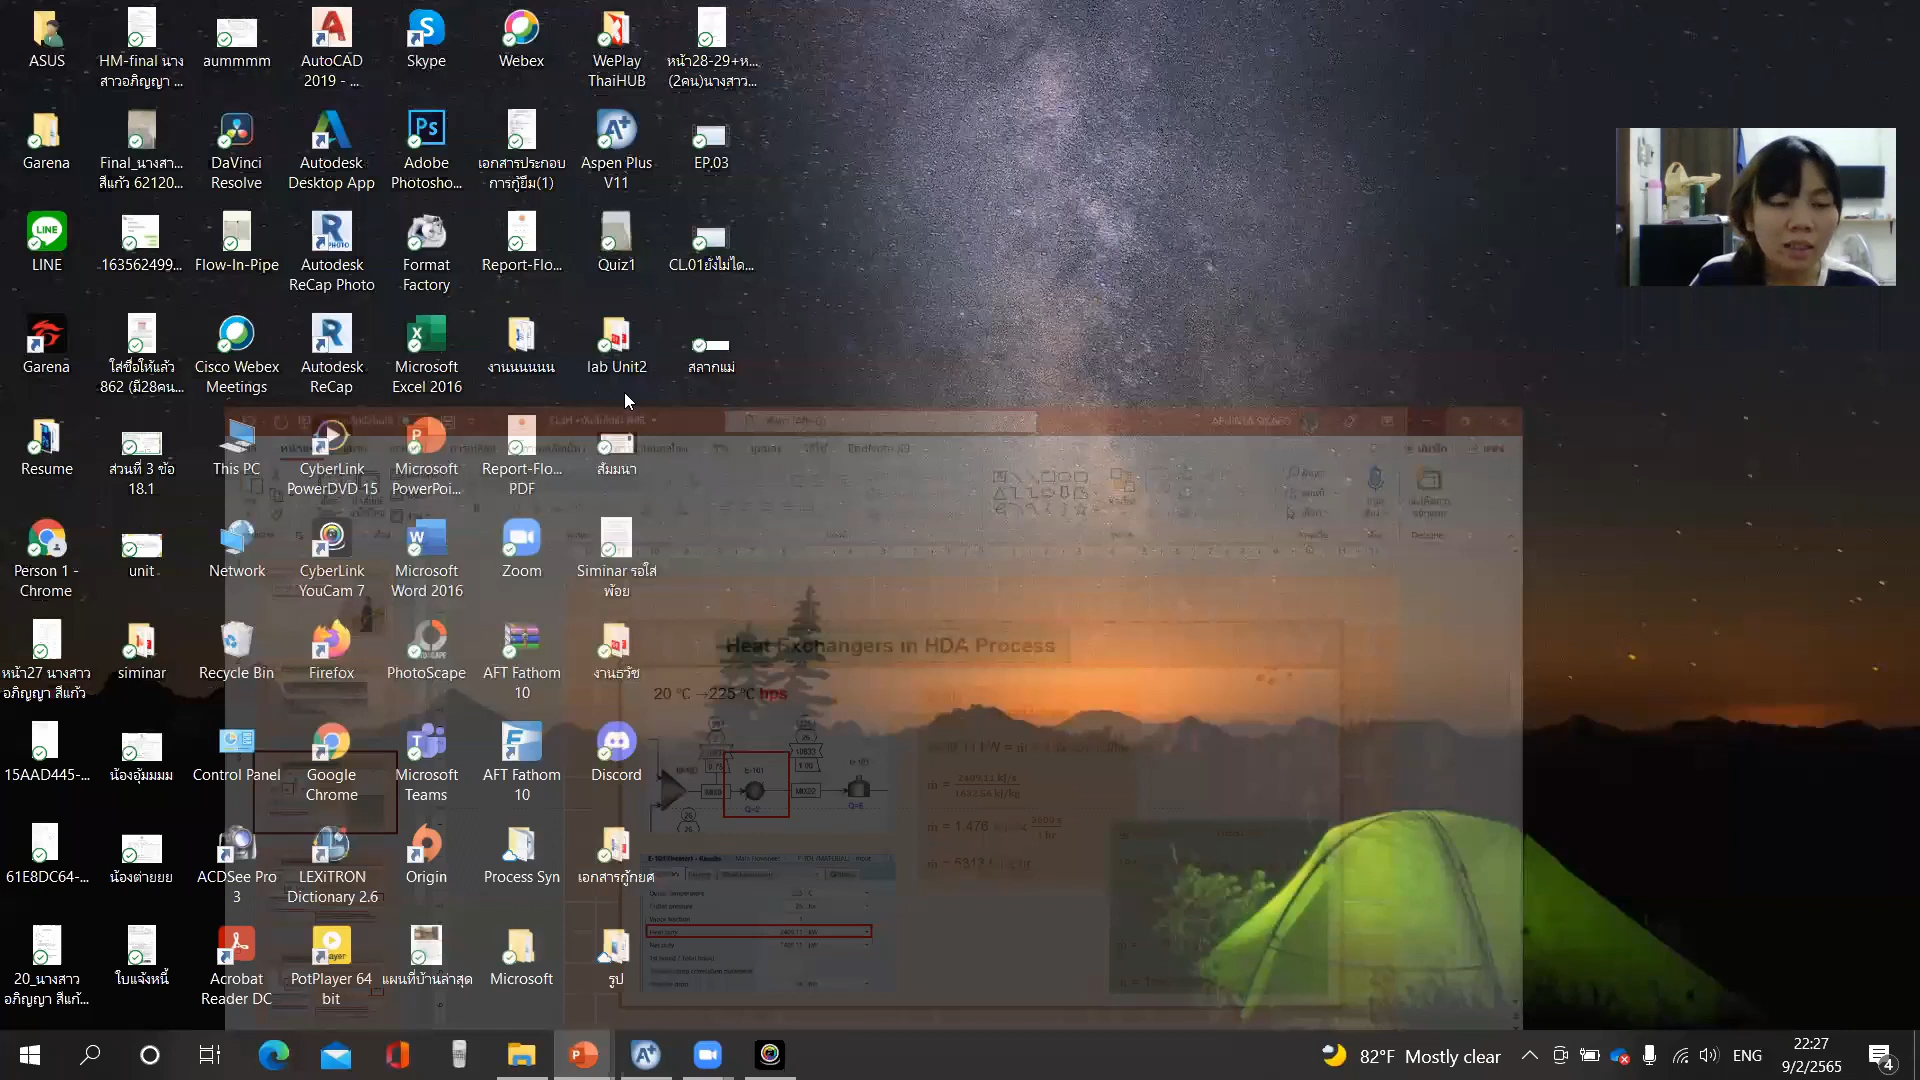 ASUS
HM-final นาง
สาวอภิญญา ...
aummmm
AutoCAD
2019 - ...
Skype
Webex
WePlay
ThaiHUB
หน้า28-29+ห...
(2คน)นางสาว...
Garena
Final_นางสา...
สีแก้ว 62120...
DaVinci
Resolve
Autodesk
Desktop App
Adobe
Photosho...
เอกสารประกอบ
การกู้ยืม(1)
Aspen Plus
V11
EP.03
LINE
163562499...
Flow-In-Pipe
Autodesk
ReCap Photo
Format
Factory
Report-Flo...
Quiz1
CL.01ยังไม่ได...
Garena
ใส่ชื่อให้แล้ว
862 (มี28คน...
Cisco Webex
Meetings
Autodesk
ReCap
Microsoft
Excel 2016
งานนนนนน
lab Unit2
สลากแม่
Resume
ส่วนที่ 3 ข้อ
18.1
This PC
CyberLink
PowerDVD 15
Microsoft
PowerPoi...
Report-Flo...
PDF
สัมมนา
Person 1 -
Chrome
unit
Network
CyberLink
YouCam 7
Microsoft
Word 2016
Zoom
Siminar รอใส่
พ้อย
หน้า27 นางสาว
อภิญญา สีแก้ว
siminar
Recycle Bin
Firefox
PhotoScape
AFT Fathom
10
งานธวัช
Heat Exchangers in HDA Process
20 °C →225 °C hps
15AAD445-...
น้องอุ้มมมม
Control Panel
Google
Chrome
Microsoft
Teams
AFT Fathom
10
Discord
E-101
61E8DC64-...
น้องต่ายยย
ACDSee Pro
3
LEXiTRON
Dictionary 2.6
Origin
Process Syn
เอกสารกู้กยศ
20_นางสาว
อภิญญา สีแก้...
ใบแจ้งหนี้
Acrobat
Reader DC
PotPlayer 64
bit
แผนที่บ้านล่าสุด
Microsoft
รูป
82°F Mostly clear
ENG
22:27
9/2/2565
4